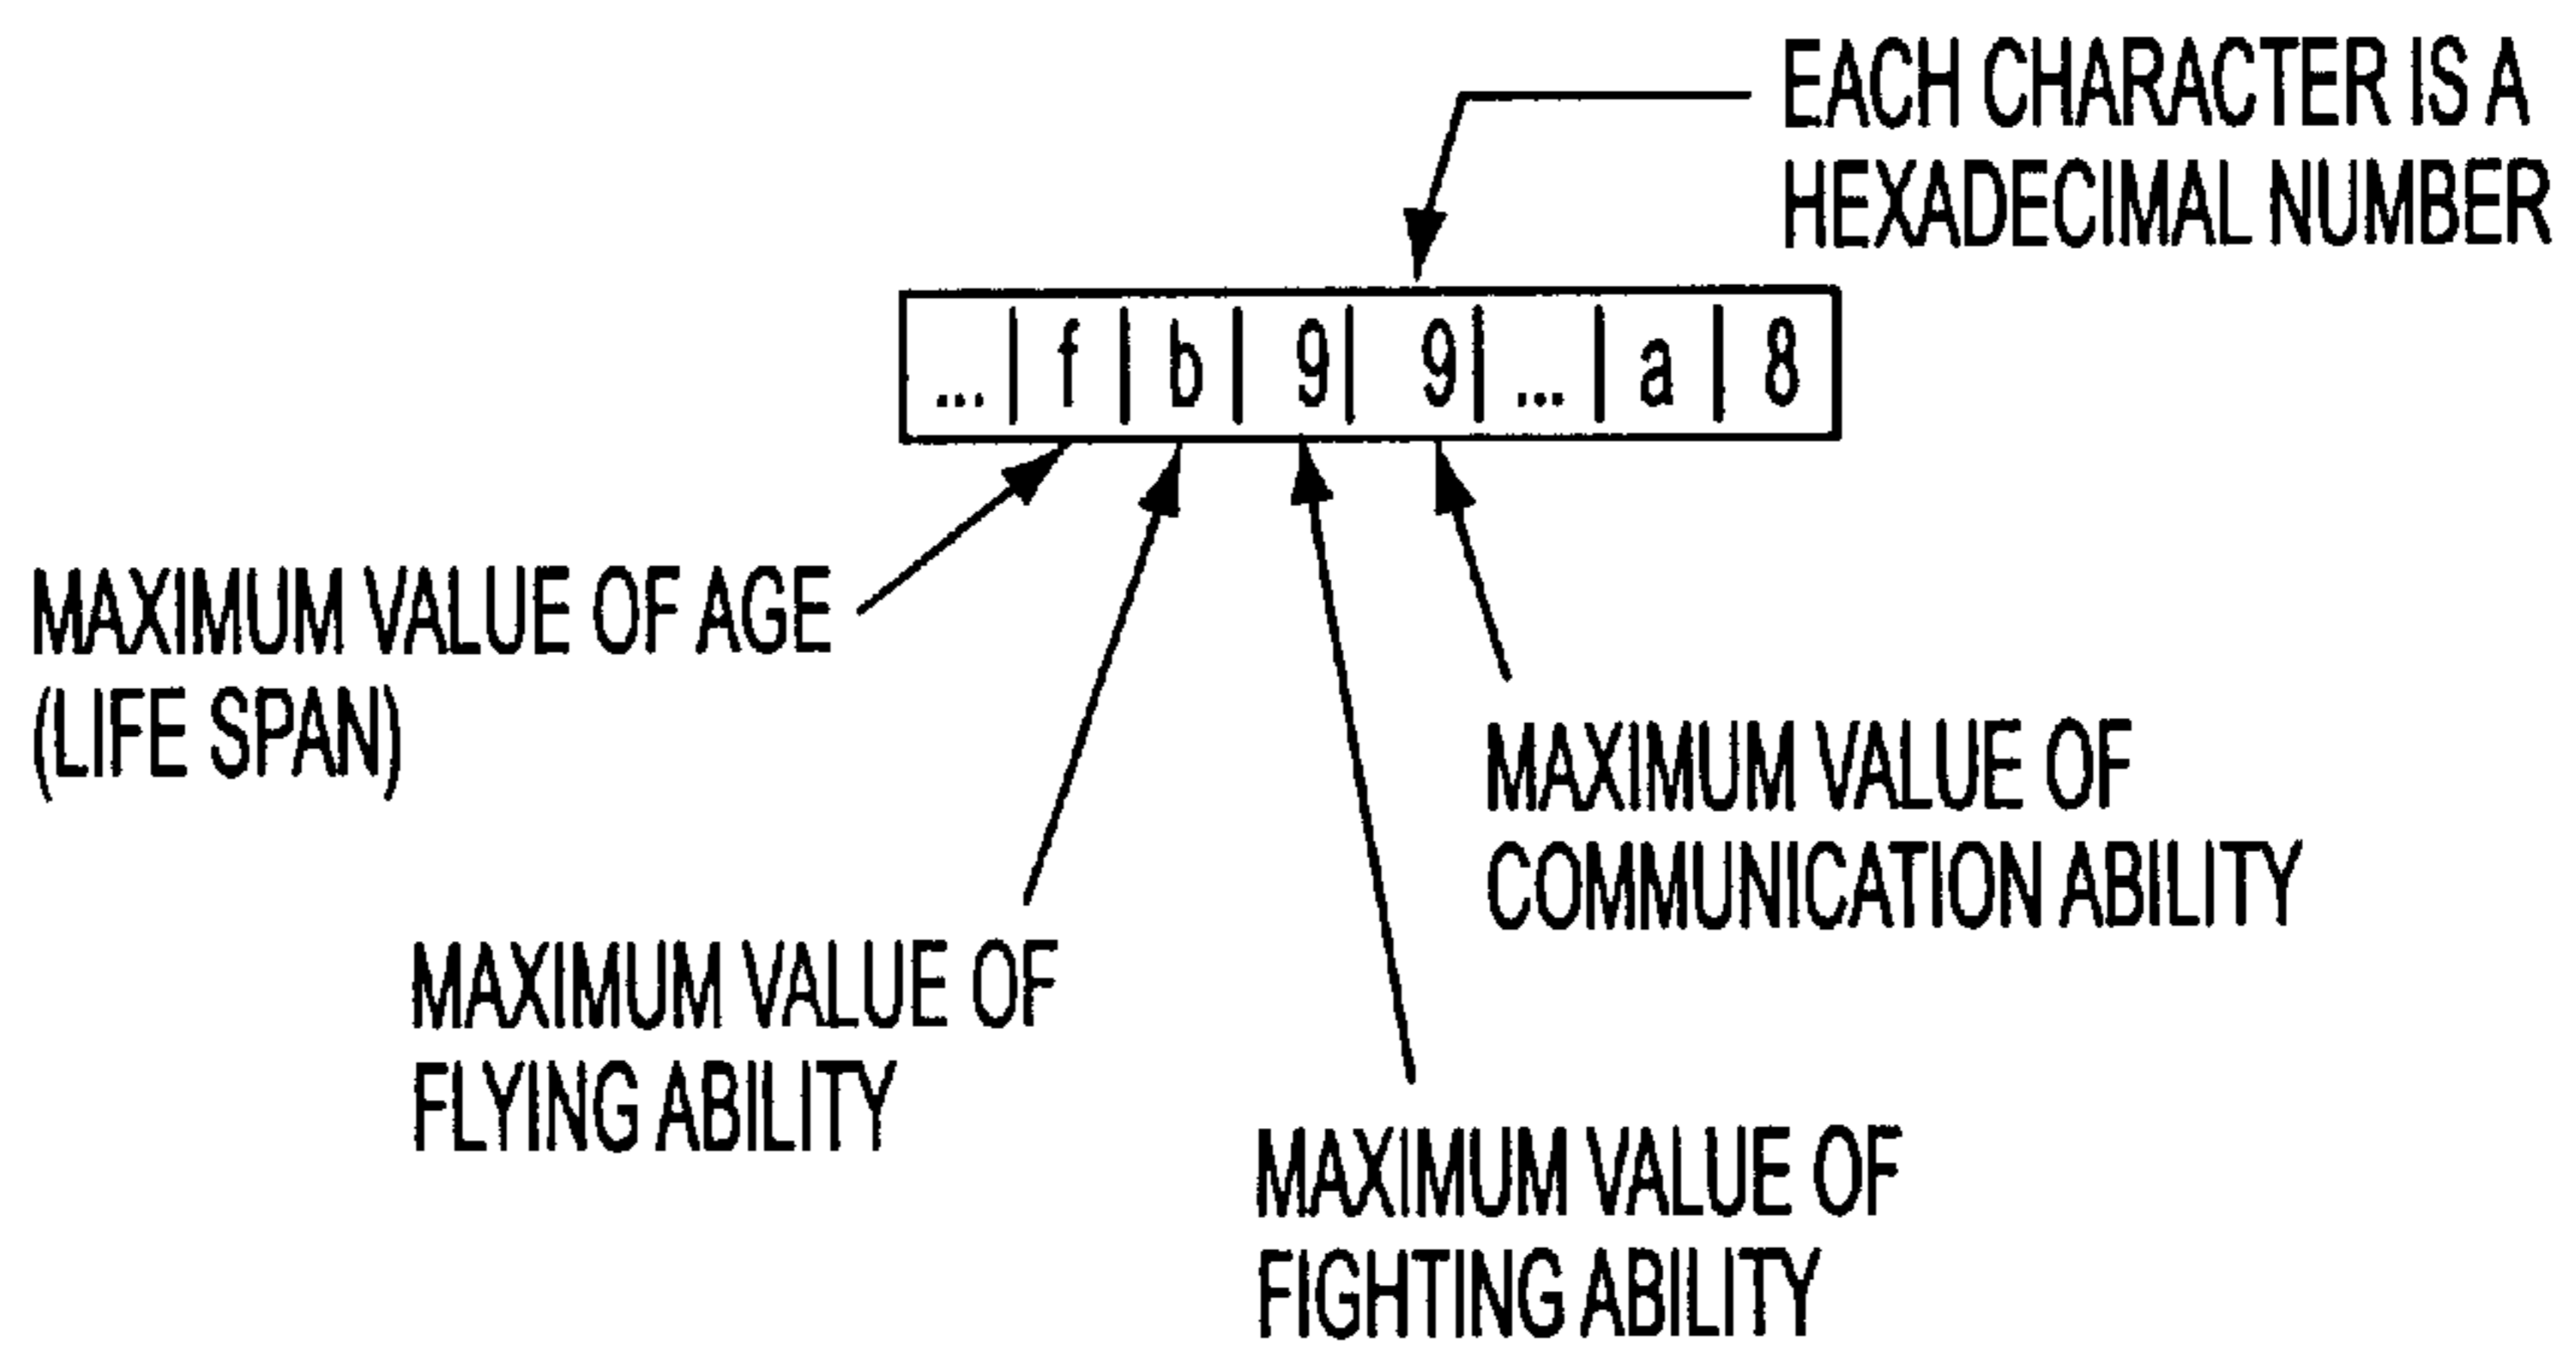 EACH CHARACTER IS A
HEXADECIMAL NUMBER
... | f | b | 9 | 9 | ... | a | 8
MAXIMUM VALUE OF AGE
(LIFE SPAN)
MAXIMUM VALUE OF
COMMUNICATION ABILITY
MAXIMUM VALUE OF
FLYING ABILITY
MAXIMUM VALUE OF
FIGHTING ABILITY